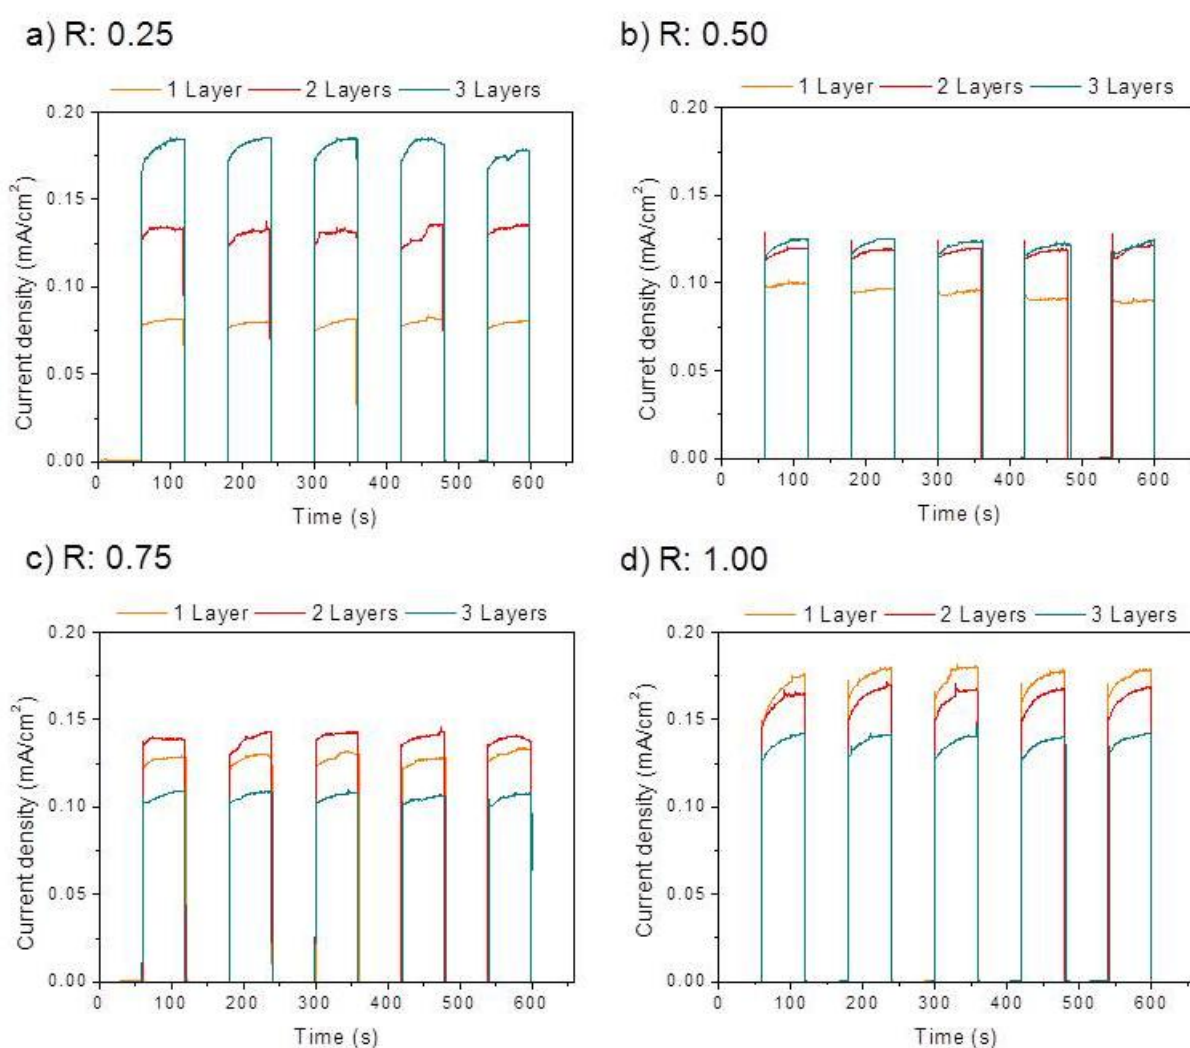 a) R: 0.25
1 Layer 2 Layers 3 Layers
0.20
0.15
0.10
0.05
0.00
Current density (mA/cm²)
0 100 200 300 400 500 600
Time (s)
b) R: 0.50
1 Layer 2 Layers 3 Layers
0.20
0.15
0.10
0.05
0.00
Curret density (mA/cm²)
0 100 200 300 400 500 600
Time (s)
c) R: 0.75
1 Layer 2 Layers 3 Layers
0.20
0.15
0.10
0.05
0.00
Current density (mA/cm²)
0 100 200 300 400 500 600
Time (s)
d) R: 1.00
1 Layer 2 Layers 3 Layers
0.20
0.15
0.10
0.05
0.00
Current density (mA/cm²)
0 100 200 300 400 500 600
Time (s)